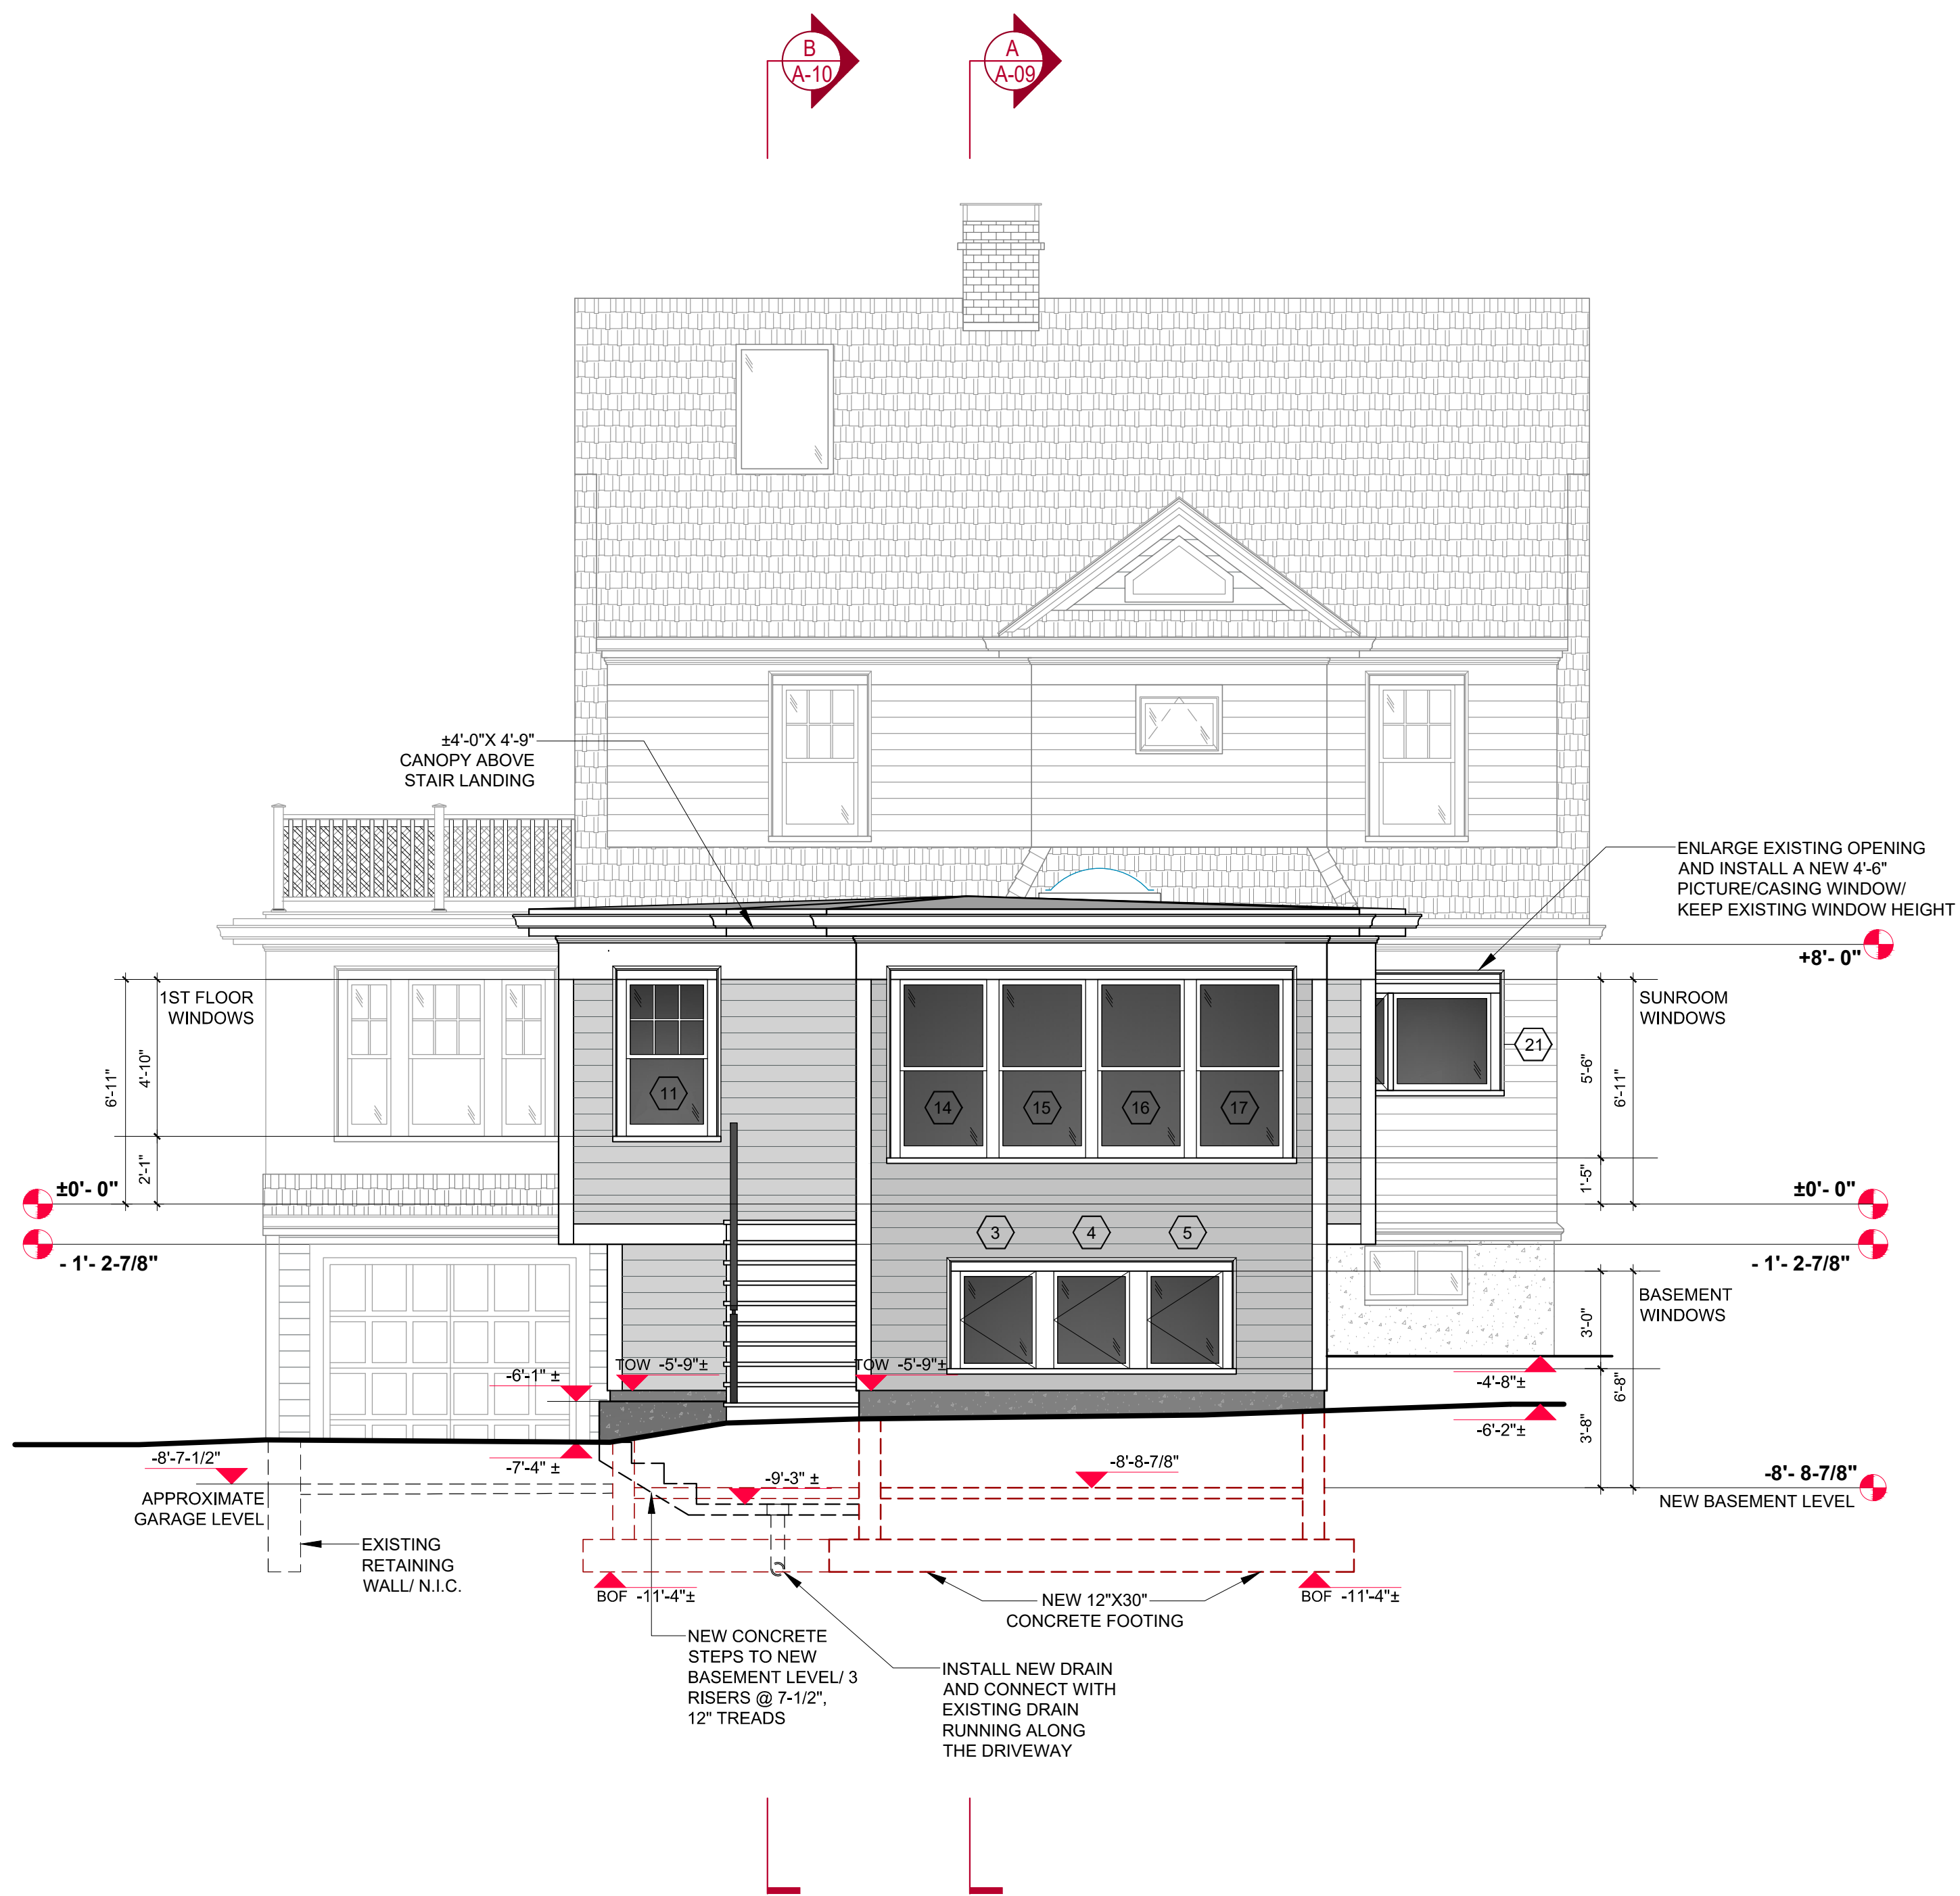 B
A-10
A
A-09
±4'-0"X 4'-9"
CANOPY ABOVE
STAIR LANDING
ENLARGE EXISTING OPENING
AND INSTALL A NEW 4'-6"
PICTURE/CASING WINDOW/
KEEP EXISTING WINDOW HEIGHT
+8'- 0"
1ST FLOOR
WINDOWS
SUNROOM
WINDOWS
6'-11"
4'-10"
2'-1"
5'-6"
6'-11"
1'-5"
21
11
14
15
16
17
±0'- 0"
±0'- 0"
- 1'- 2-7/8"
- 1'- 2-7/8"
3
4
5
BASEMENT
WINDOWS
3'-0"
6'-8"
3'-8"
-6'-1" ±
TOW -5'-9"±
TOW -5'-9"±
-4'-8"±
-6'-2"±
-8'-7-1/2"
-7'-4" ±
-9'-3" ±
-8'-8-7/8"
-8'- 8-7/8"
NEW BASEMENT LEVEL
APPROXIMATE
GARAGE LEVEL
EXISTING
RETAINING
WALL/ N.I.C.
BOF -11'-4"±
BOF -11'-4"±
NEW 12"X30"
CONCRETE FOOTING
NEW CONCRETE
STEPS TO NEW
BASEMENT LEVEL/ 3
RISERS @ 7-1/2",
12" TREADS
INSTALL NEW DRAIN
AND CONNECT WITH
EXISTING DRAIN
RUNNING ALONG
THE DRIVEWAY